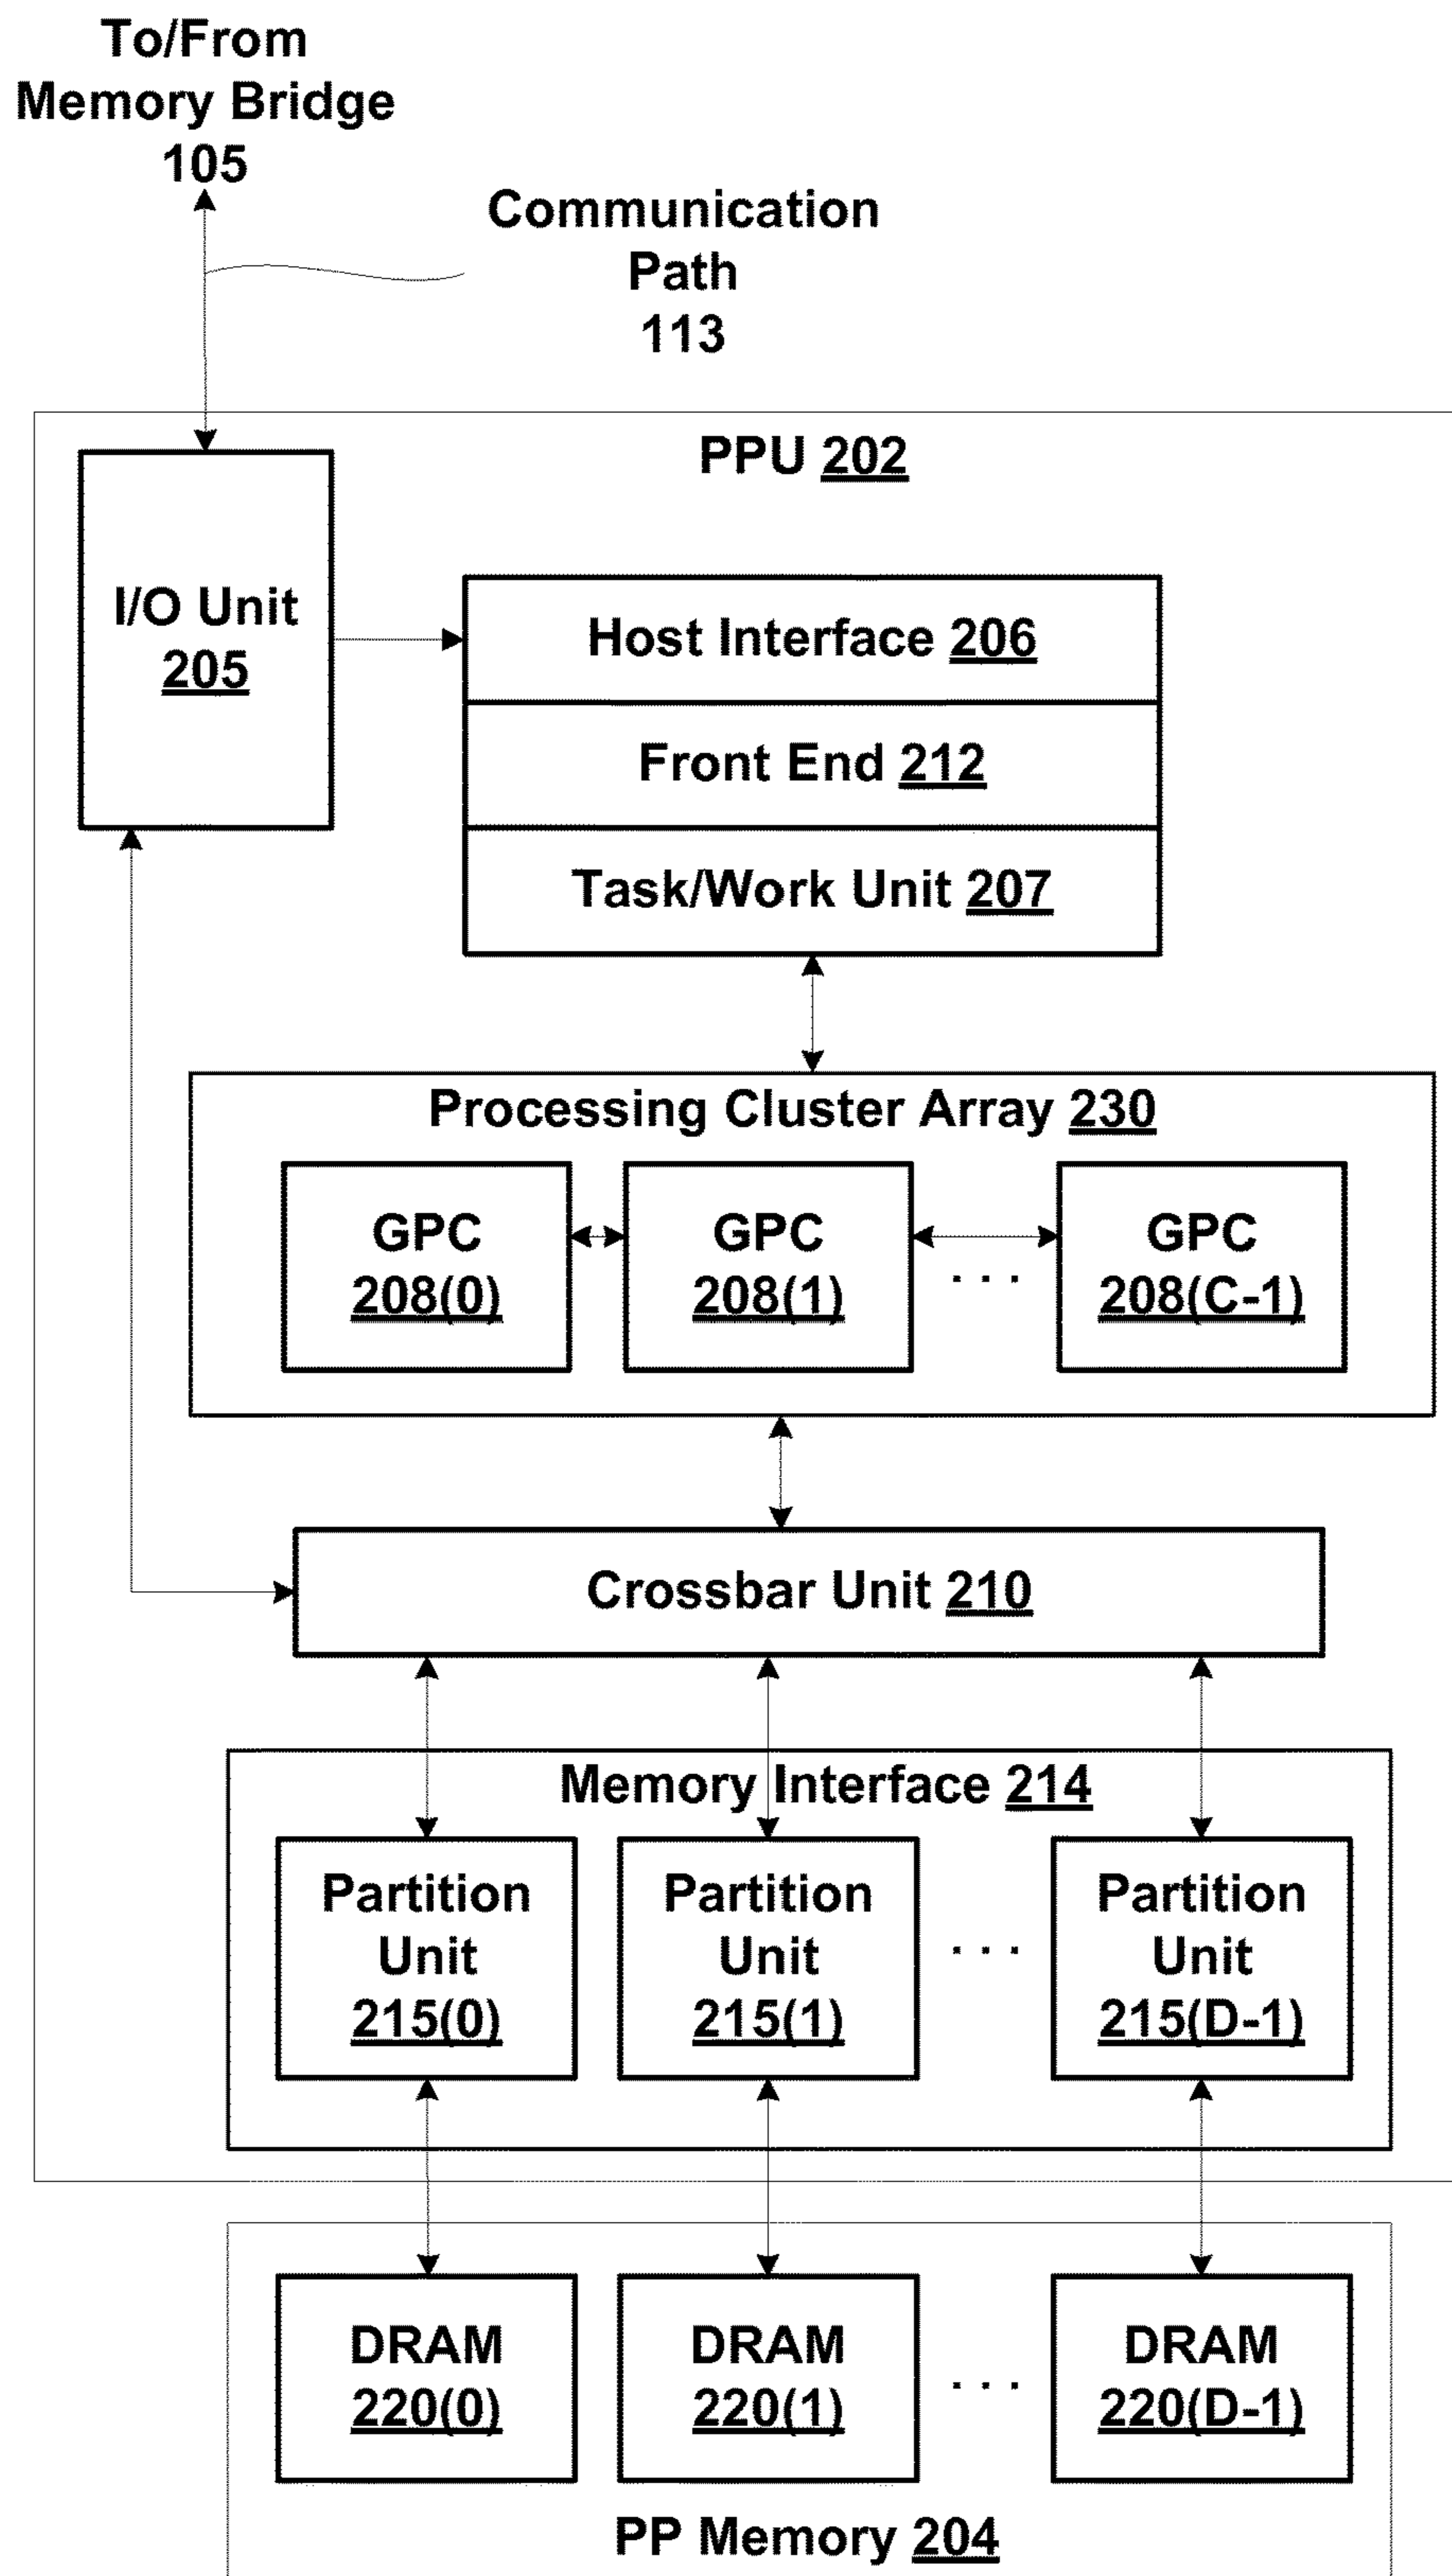 To/From
Memory Bridge
105
Communication
Path
113
PPU 202
I/O Unit
205
Host Interface 206
Front End 212
Task/Work Unit 207
Processing Cluster Array 230
GPC
208(0)
GPC
208(1)
. . .
GPC
208(C-1)
Crossbar Unit 210
Memory Interface 214
Partition
Unit
215(0)
Partition
Unit
215(1)
. . .
Partition
Unit
215(D-1)
DRAM
220(0)
DRAM
220(1)
. . .
DRAM
220(D-1)
PP Memory 204